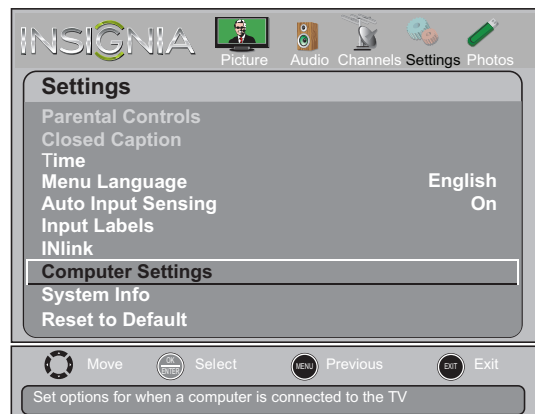 INSIGNIA
Picture Audio Channels Settings Photos
Settings
Parental Controls
Closed Caption
Time
Menu Language English
Auto Input Sensing On
Input Labels
INlink
Computer Settings
System Info
Reset to Default
Move OK ENTER Select MENU Previous EXIT Exit
Set options for when a computer is connected to the TV